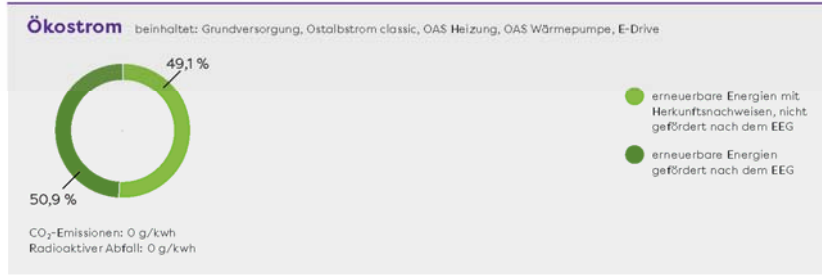 Ökostrom beinhaltet: Grundversorgung, Ostalbstrom classic, OAS Heizung, OAS Wärmepumpe, E-Drive
49,1 %
erneuerbare Energien mit
Herkunftsnachweisen, nicht
gefördert nach dem EEG
erneuerbare Energien
gefördert nach dem EEG
50,9 %
CO₂-Emissionen: 0 g/kwh
Radioaktiver Abfall: 0 g/kwh